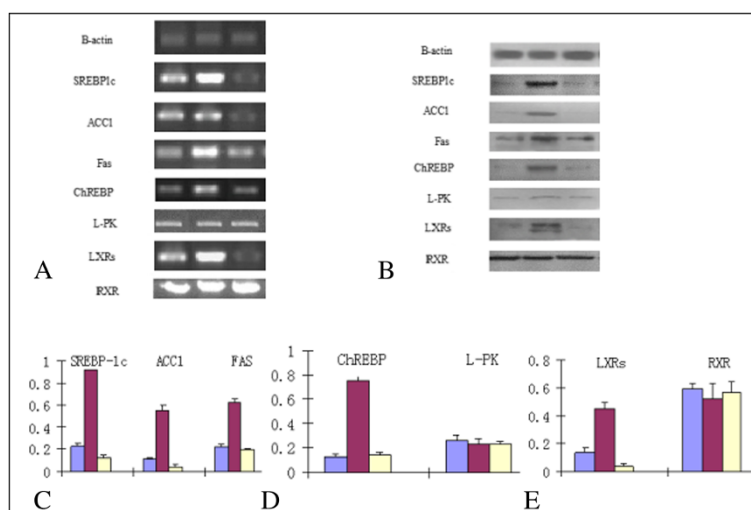 B-actin
SREBP1c
ACC1
Fas
ChREBP
L-PK
LXRs
RXR
A
B-actin
SREBP1c
ACC1
Fas
ChREBP
L-PK
LXRs
RXR
B
SREBP-1c ACC1 FAS
1
0.8
0.6
0.4
0.2
0
C
ChREBP L-PK
1
0.8
0.6
0.4
0.2
0
D
LXRs RXR
0.8
0.6
0.4
0.2
0
E